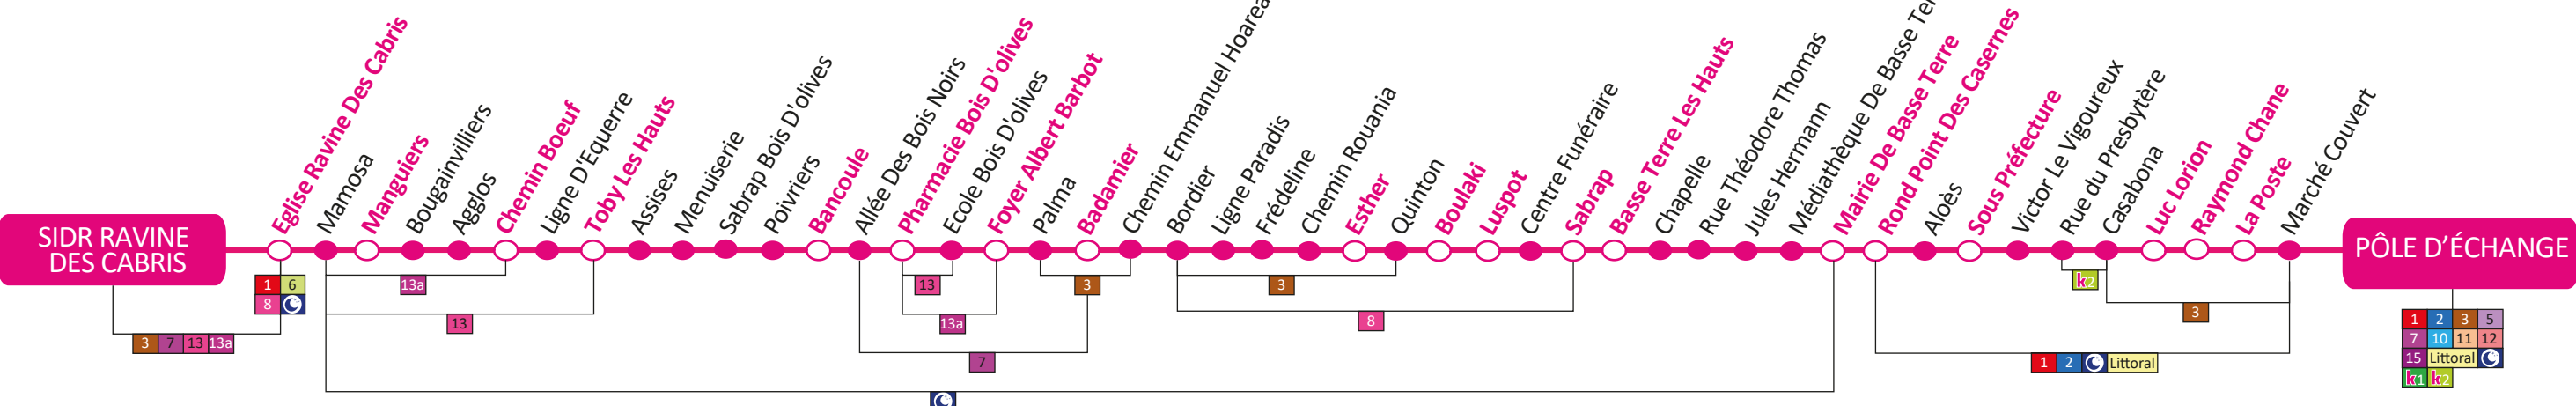 SIDR RAVINE
DES CABRIS
Eglise Ravine Des Cabris
Mamosa
Manguiers
Bougainvilliers
Agglos
Chemin Boeuf
Ligne D'Equerre
Toby Les Hauts
Assises
Menuiserie
Sabrap Bois D'olives
Poivriers
Bancoule
Allée Des Bois Noirs
Pharmacie Bois D'olives
Ecole Bois D'olives
Foyer Albert Barbot
Palma
Badamier
Chemin Emmanuel
Bordier
Ligne Paradis
Frédeline
Chemin Rouania
Esther
Quinton
Boulaki
Luspot
Centre Funéraire
Sabrap
Basse Terre Les Hauts
Chapelle
Rue Théodore Thomas
Jules Hermann
Médiathèque De Basse
Mairie De Basse Terre
Rond Point Des Casernes
Aloès
Sous Préfecture
Victor Le Vigoureux
Rue du Presbytère
Casabona
Luc Lorion
Raymond Chane
La Poste
Marché Couvert
PÔLE D'ÉCHANGE
1 6
8
3 7 13 13a
13a
13
13
13a
7
3
3
8
k2
3
1 2 Littoral
1 2 3 5
7 10 11 12
15 Littoral
k1 k2